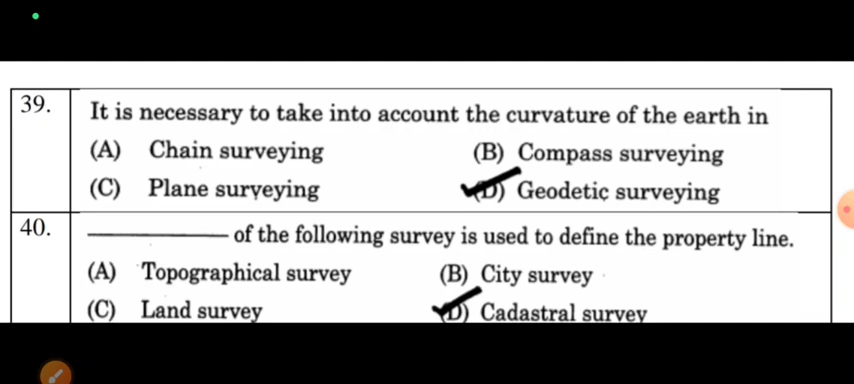 39. It is necessary to take into account the curvature of the earth in
(A) Chain surveying (B) Compass surveying
(C) Plane surveying (D) Geodetic surveying
40. ____________ of the following survey is used to define the property line.
(A) Topographical survey (B) City survey
(C) Land survey (D) Cadastral survey